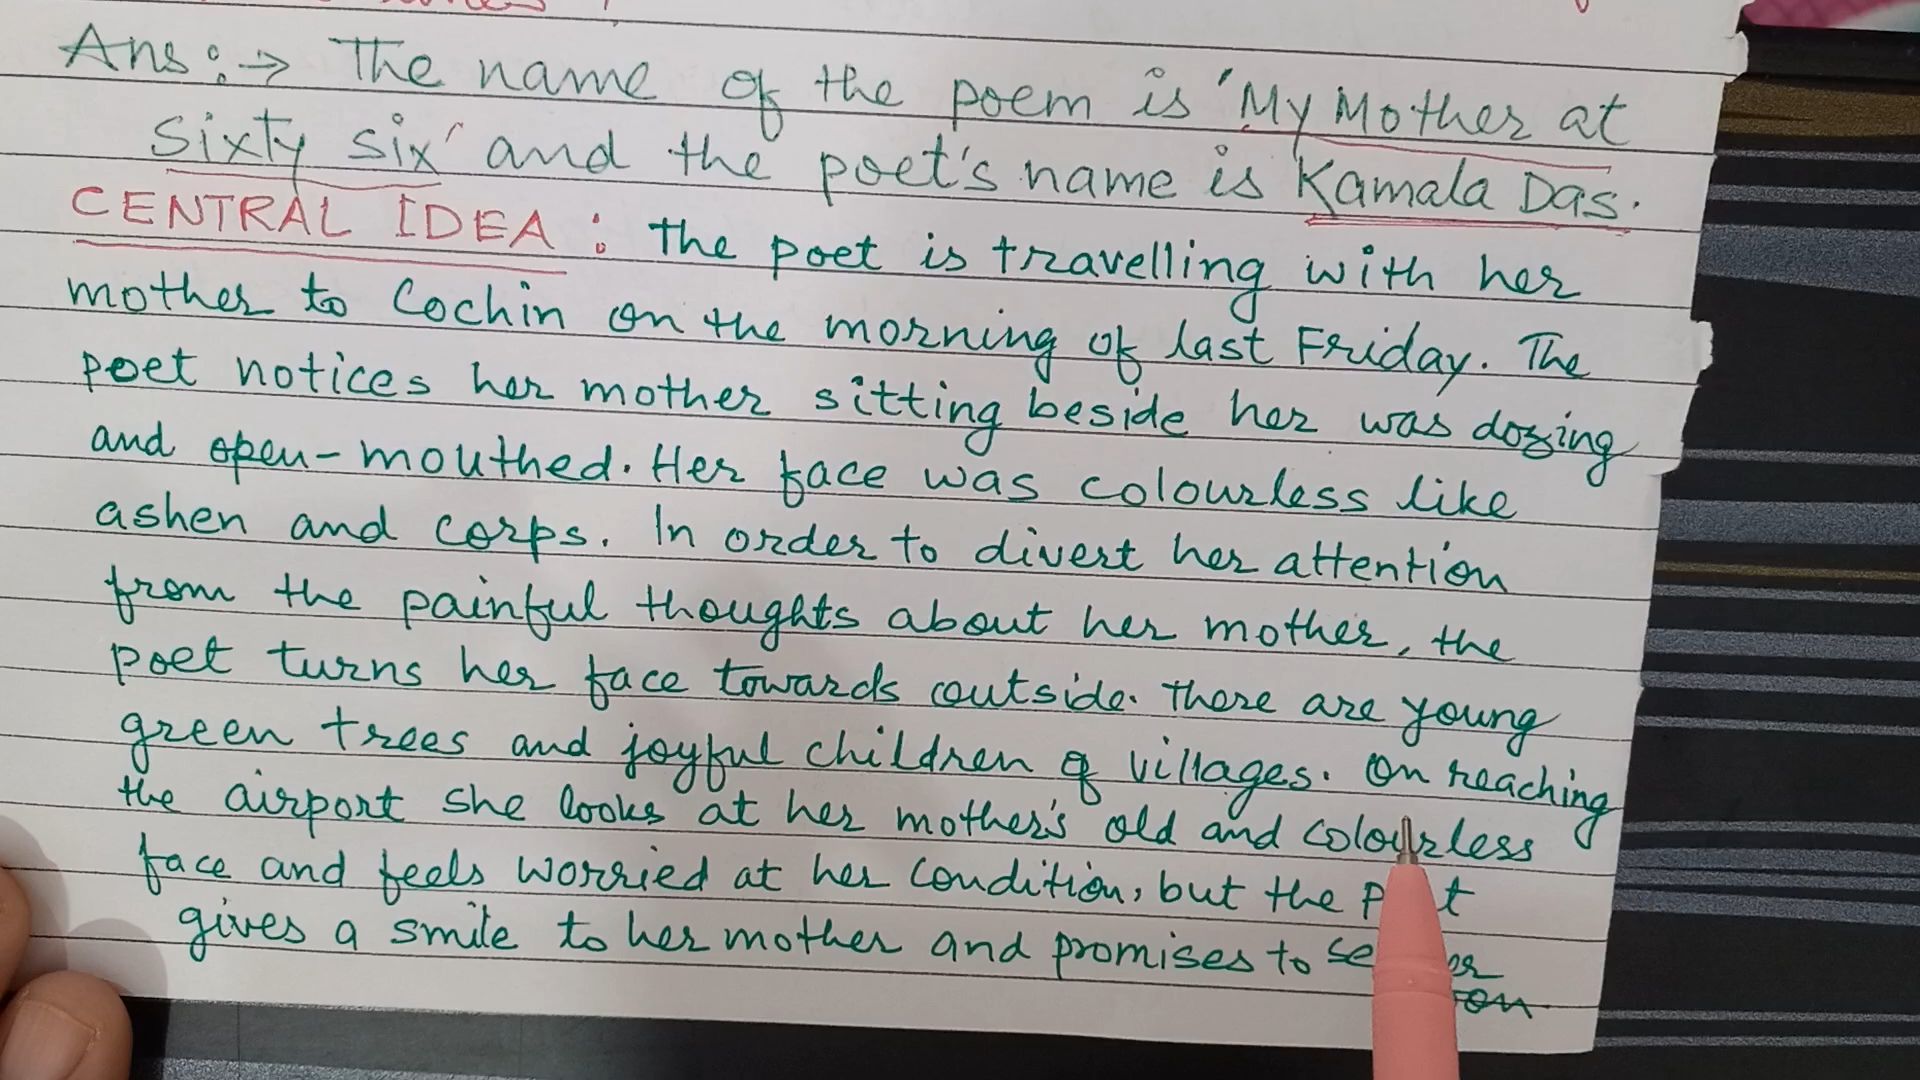 Ans :→ The name of the poem is 'My Mother at
Sixty six' and the poet's name is Kamala Das.
CENTRAL IDEA : the poet is travelling with her
mother to Cochin on the morning of last Friday. The
poet notices her mother sitting beside her was dozing
and open-mouthed. Her face was colourless like
ashen and corps. In order to divert her attention
from the painful thoughts about her mother, the
poet turns her face towards outside. There are young
green trees and joyful children of villages. On reaching
the airport she looks at her mother's old and colourless
face and feels worried at her condition, but the
gives a smile to her mother and promises to